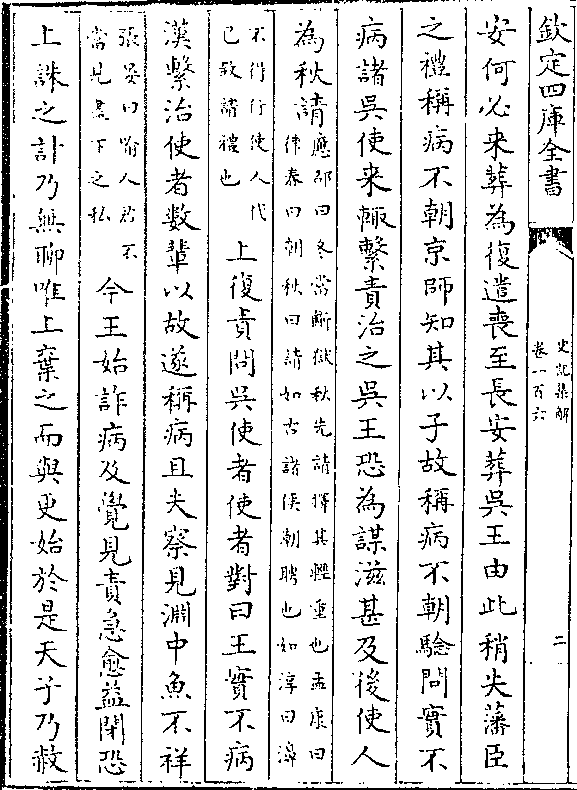 欽定四庫全書
史記集解
卷一百六
二
安何必来葬為復遣喪至長安葬吳王由此稍失藩臣
之禮稱病不朝京師知其以子故稱病不朝驗問實不
病諸吳使来輙繫責治之吳王恐為謀滋甚及後使人
為秋請
應劭曰冬當斷獄秋先請擇其輕重也孟康曰
律春曰朝秋曰請如古諸侯朝聘也如淳曰濞
不得行使人代
已致請禮也
上復責問吳使者使者對曰王實不病
漢繫治使者數輩以故遂稱病且夫察見淵中魚不祥
張晏曰喻人君不
當見盡下之私
今王始詐病及覺見責急愈益閉恐
上誅之計乃無聊唯上棄之而與更始於是天子乃赦